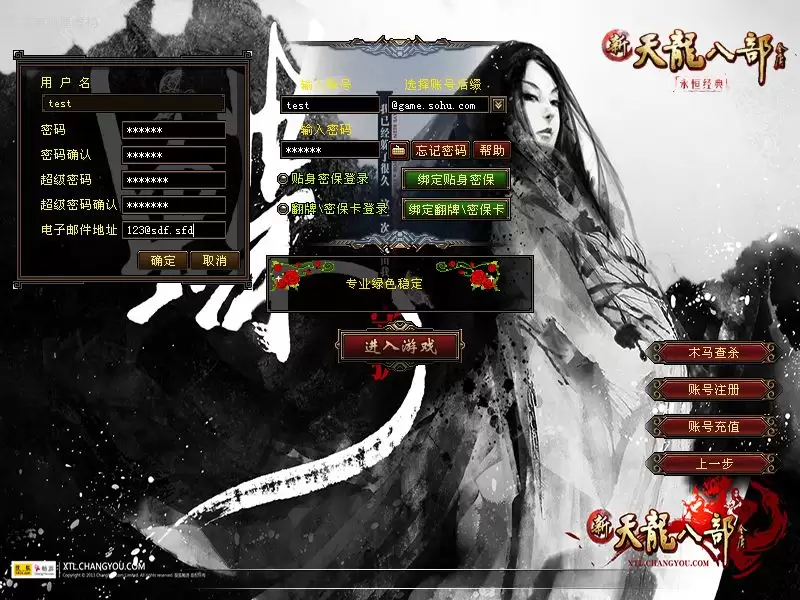 用 户 名
test
密码
******
密码确认
******
超级密码
*******
超级密码确认
*******
电子邮件地址
123@sdf.sfd
确定
取消
输入账号
选择账号后缀
test
@game.sohu.com
输入密码
******
忘记密码
帮助
贴身密保登录
绑定贴身密保
翻牌\密保卡登录
绑定翻牌\密保卡
专业绿色稳定
进入游戏
新天龍八部
永恒经典
木马查杀
账号注册
账号充值
上一步
新天龍八部
XTL.CHANGYOU.COM
搜狐
畅游
XTL.CHANGYOU.COM